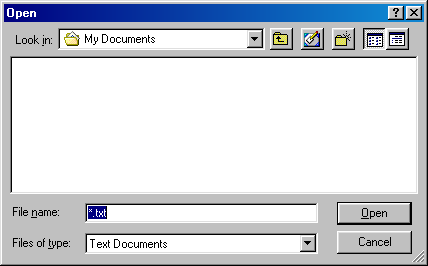 Open
Look in: My Documents
File name: *.txt Open
Files of type: Text Documents Cancel